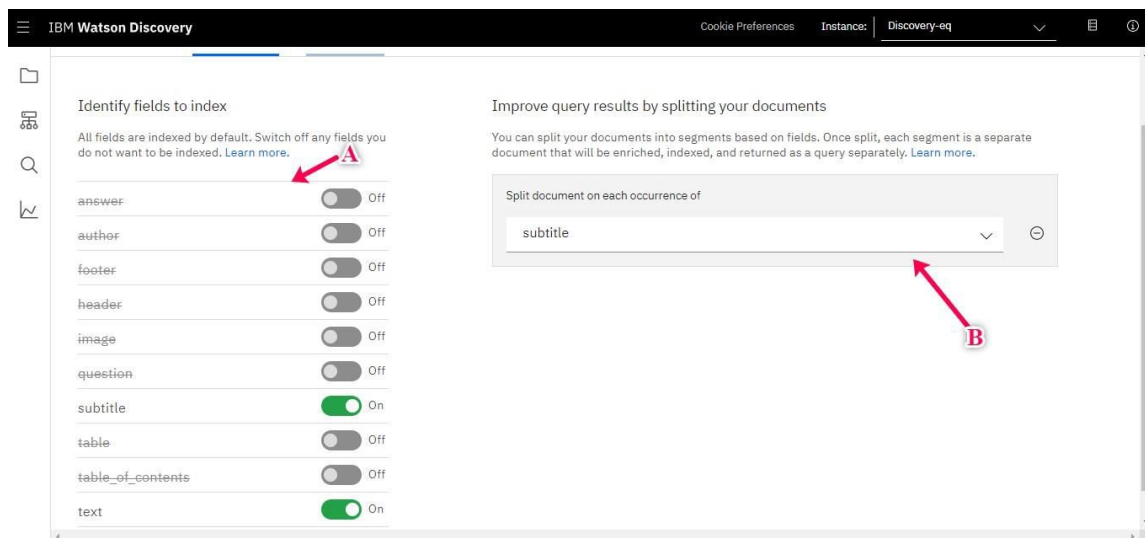 IBM Watson Discovery
Cookie Preferences
Instance:
Discovery-eq
Identify fields to index
All fields are indexed by default. Switch off any fields you
do not want to be indexed. Learn more.
A
answer Off
author Off
footer Off
header Off
image Off
question Off
subtitle On
table Off
table_of_contents Off
text On
Improve query results by splitting your documents
You can split your documents into segments based on fields. Once split, each segment is a separate
document that will be enriched, indexed, and returned as a query separately. Learn more.
Split document on each occurrence of
subtitle
B